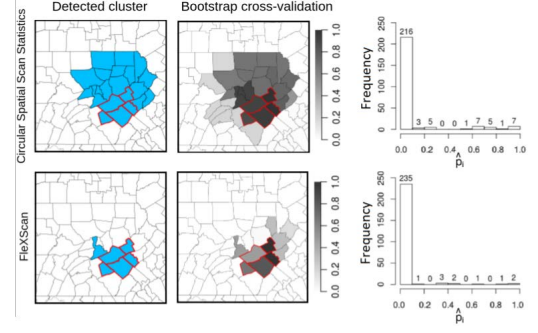 Detected cluster
Bootstrap cross-validation
Circular Spatial Scan Statistics
0.0 0.2 0.4 0.6 0.8 1.0
Frequency
0 50 100 150 200 250
216 3 5 0 0 1 7 5 1 7
0.0 0.2 0.4 0.6 0.8 1.0
p̂i
FleXScan
0.0 0.2 0.4 0.6 0.8 1.0
Frequency
0 50 100 150 200 250
235 1 0 3 2 0 1 0 1 2
0.0 0.2 0.4 0.6 0.8 1.0
p̂i